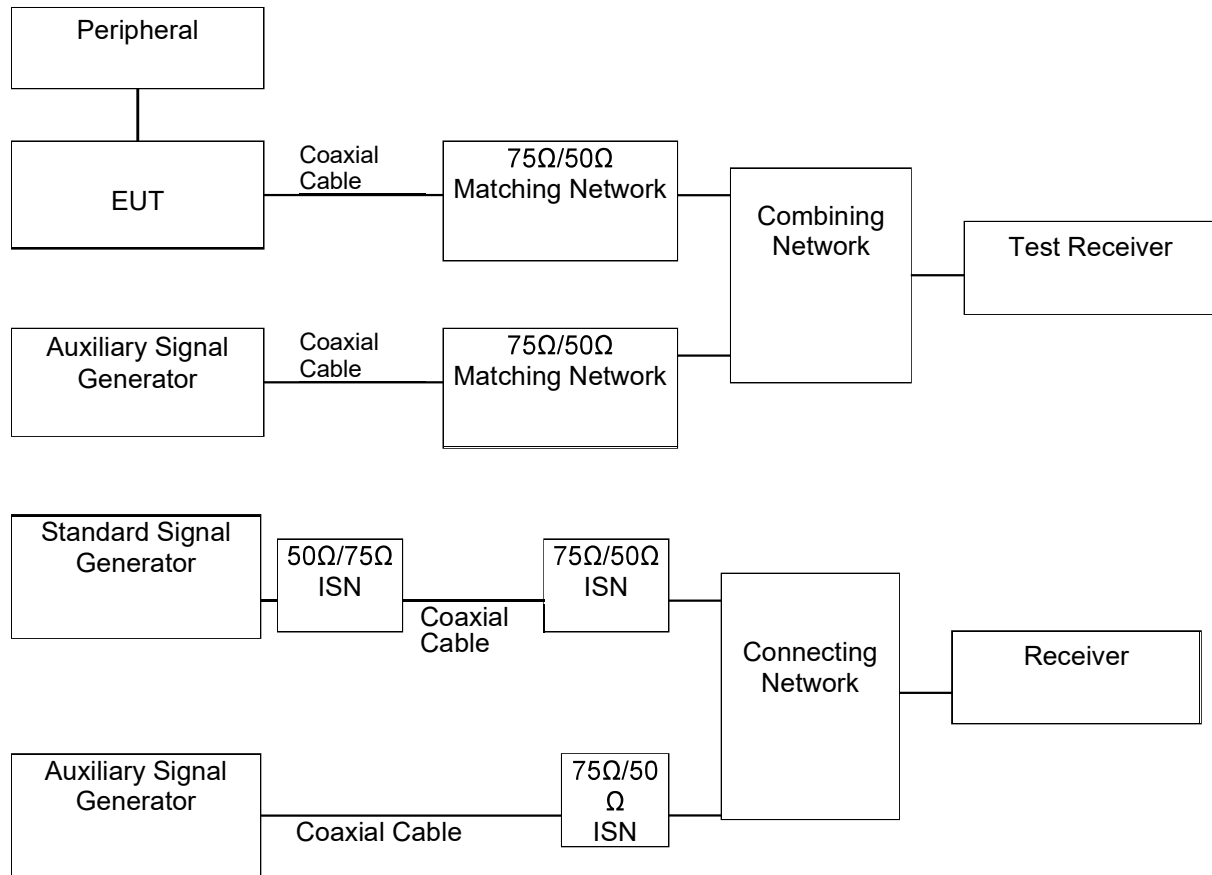 Peripheral
EUT
Coaxial
Cable
75Ω/50Ω
Matching Network
Combining
Network
Test Receiver
Auxiliary Signal
Generator
Coaxial
Cable
75Ω/50Ω
Matching Network
Standard Signal
Generator
50Ω/75Ω
ISN
Coaxial
Cable
75Ω/50Ω
ISN
Connecting
Network
Receiver
Auxiliary Signal
Generator
Coaxial Cable
75Ω/50
Ω
ISN